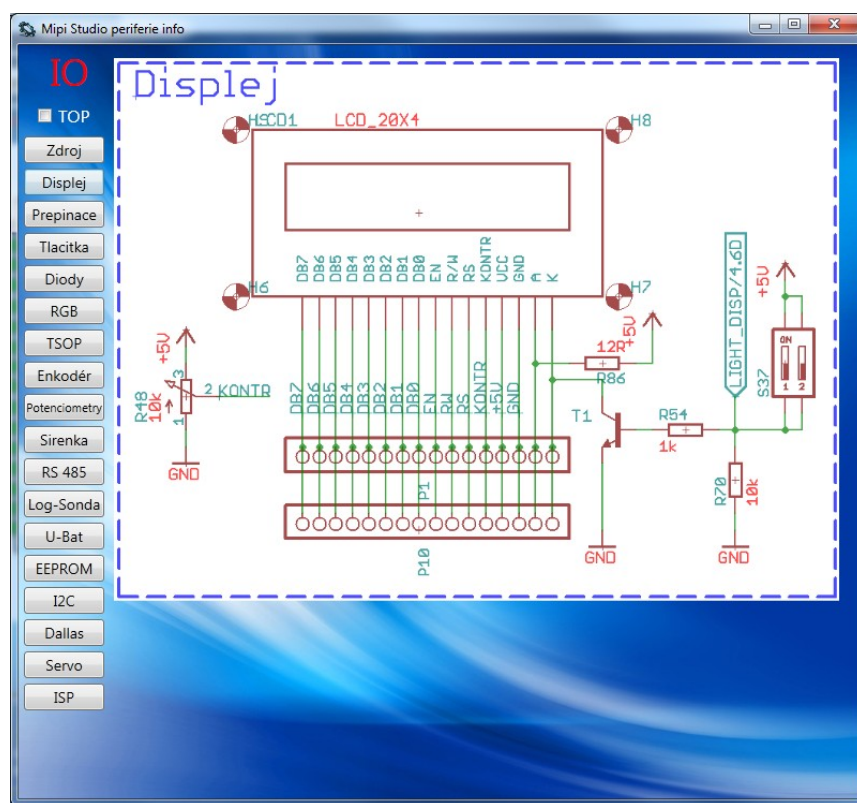 Mipi Studio periferie info
IO
TOP
Zdroj
Displej
Prepinace
Tlacitka
Diody
RGB
TSOP
Enkodér
Potenciometry
Sirenka
RS 485
Log-Sonda
U-Bat
EEPROM
I2C
Dallas
Servo
ISP
Displej
LCD1
LCD_20X4
H8
H6
H7
DB7
DB6
DB5
DB4
DB3
DB2
DB1
DB0
EN
R/W
RS
KONTR
VCC
GND
A
K
+5V
3
2 KONTR
R48
10k
1
GND
DB7
DB6
DB5
DB4
DB3
DB2
DB1
DB0
EN
RW
RS
KONTR
+5V
GND
P1
P10
+5V
12R
R86
T1
R54
1k
GND
LIGHT_DISP/4.6D
R70
10k
GND
+5V
ON
1 2
S37